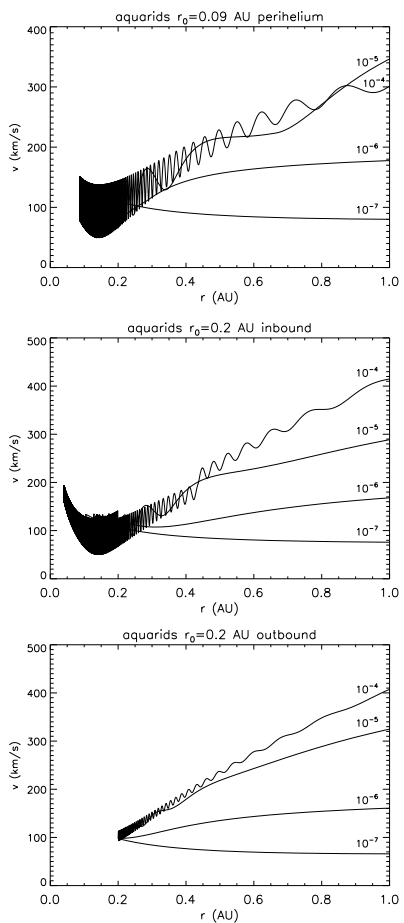 aquarids r₀=0.09 AU perihelium
400
300
200
100
0
v (km/s)
10⁻⁵
10⁻⁴
10⁻⁶
10⁻⁷
0.0 0.2 0.4 0.6 0.8 1.0
r (AU)
aquarids r₀=0.2 AU inbound
500
400
300
200
100
0
v (km/s)
10⁻⁴
10⁻⁵
10⁻⁶
10⁻⁷
0.0 0.2 0.4 0.6 0.8 1.0
r (AU)
aquarids r₀=0.2 AU outbound
500
400
300
200
100
0
v (km/s)
10⁻⁴
10⁻⁵
10⁻⁶
10⁻⁷
0.0 0.2 0.4 0.6 0.8 1.0
r (AU)